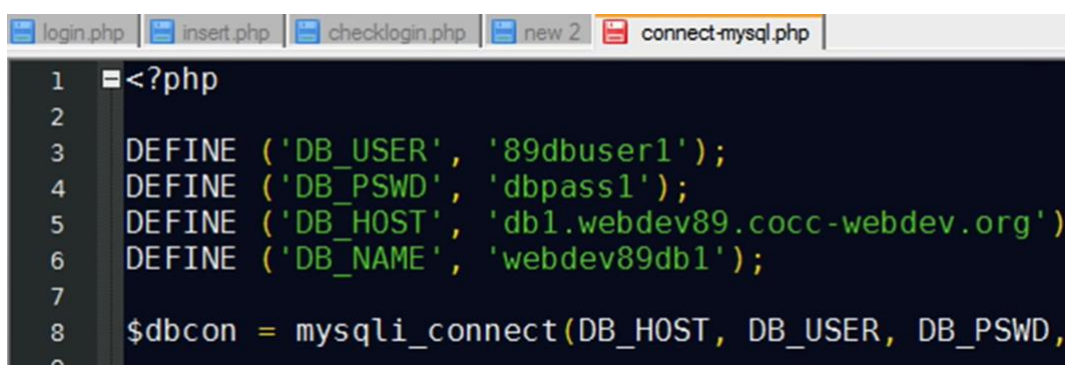 login.php insert.php checklogin.php new 2 connect-mysql.php
1 <?php
2
3 DEFINE ('DB_USER', '89dbuser1');
4 DEFINE ('DB_PSWD', 'dbpass1');
5 DEFINE ('DB_HOST', 'db1.webdev89.cocc-webdev.org')
6 DEFINE ('DB_NAME', 'webdev89db1');
7
8 $dbcon = mysqli_connect(DB_HOST, DB_USER, DB_PSWD,